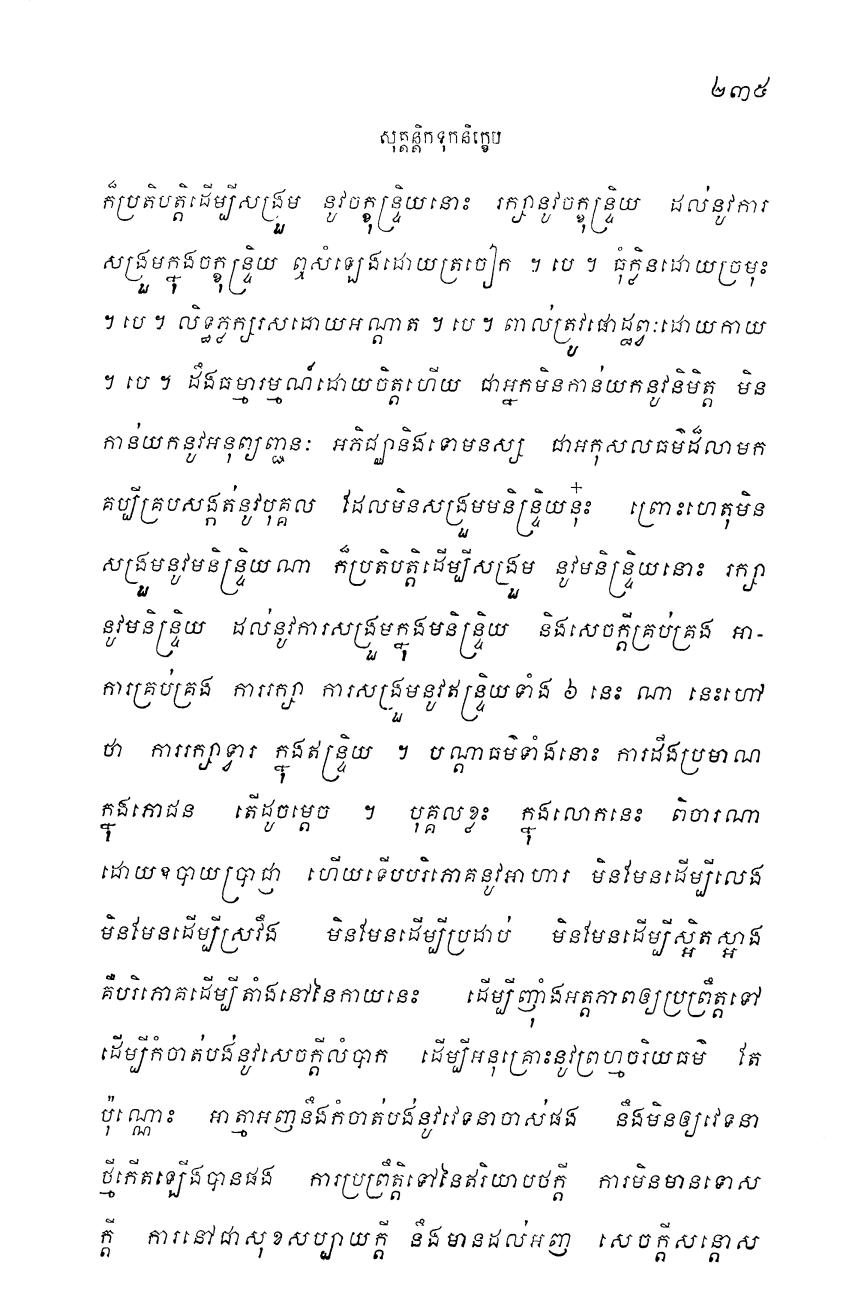 ២៣៥
សុត្តន្តិកទុកនិក្ខេប
ក៏ប្រតិបត្តិដើម្បីសង្រួម នូវចក្ខុន្ទ្រិយនោះ រក្សានូវចក្ខុន្ទ្រិយ ដល់នូវការ
សង្រួមក្នុងចក្ខុន្ទ្រិយ ឮសំឡេងដោយត្រចៀក ។ បេ ។ ធុំក្លិនដោយច្រមុះ
។ បេ ។ លិទ្ធភ្លក្សរសដោយអណ្តាត ។ បេ ។ ពាល់ត្រូវផោដ្ឋព្វៈដោយកាយ
។ បេ ។ ដឹងធម្មារម្មណ៍ដោយចិត្តហើយ ជាអ្នកមិនកាន់យកនូវនិមិត្ត មិន
កាន់យកនូវអនុព្យញ្ជនៈ អភិជ្ឈានិងទោមនស្ស ជាអកុសលធម៌ដ៏លាមក
គប្បីគ្របសង្កត់នូវបុគ្គល ដែលមិនសង្រួមមនិន្ទ្រិយនុ៎ះ ព្រោះហេតុមិន
សង្រួមនូវមនិន្ទ្រិយណា ក៏ប្រតិបត្តិដើម្បីសង្រួម នូវមនិន្ទ្រិយនោះ រក្សា
នូវមនិន្ទ្រិយ ដល់នូវការសង្រួមក្នុងមនិន្ទ្រិយ និងសេចក្តីគ្រប់គ្រង អា-
ការគ្រប់គ្រង ការរក្សា ការសង្រួមនូវឥន្ទ្រិយទាំង ៦ នេះ ណា នេះហៅ
ថា ការរក្សាទ្វារ ក្នុងឥន្ទ្រិយ ។ បណ្តាធម៌ទាំងនោះ ការដឹងប្រមាណ
ក្នុងភោជន តើដូចម្តេច ។ បុគ្គលខ្លះ ក្នុងលោកនេះ ពិចារណា
ដោយឧបាយប្រាជ្ញា ហើយទើបបរិភោគនូវអាហារ មិនមែនដើម្បីលេង
មិនមែនដើម្បីស្រវឹង មិនមែនដើម្បីប្រដាប់ មិនមែនដើម្បីស្អិតស្អាង
គឺបរិភោគដើម្បីតាំងនៅនៃកាយនេះ ដើម្បីញ៉ាំងអត្តភាពឲ្យប្រព្រឹត្តទៅ
ដើម្បីកំចាត់បង់នូវសេចក្តីលំបាក ដើម្បីអនុគ្រោះនូវព្រហ្មចរិយធម៌ តែ
ប៉ុណ្ណោះ អាត្មាអញនឹងកំចាត់បង់នូវវេទនាចាស់ផង នឹងមិនឲ្យវេទនា
ថ្មីកើតឡើងបានផង ការប្រព្រឹត្តិទៅនៃឥរិយាបថក្តី ការមិនមានទោស
ក្តី ការនៅជាសុខសប្បាយក្តី នឹងមានដល់អញ សេចក្តីសន្តោស